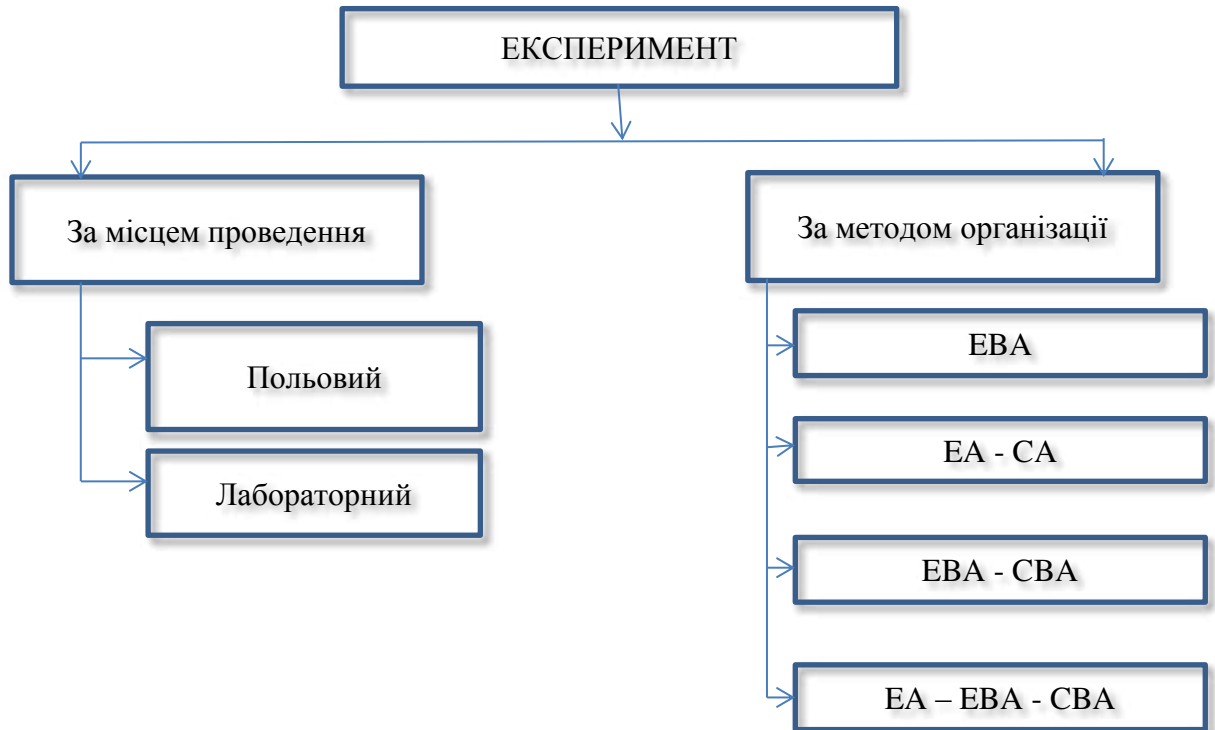 ЕКСПЕРИМЕНТ
За місцем проведення
За методом організації
Польовий
Лабораторний
ЕВА
ЕА - СА
ЕВА - СВА
ЕА – ЕВА - СВА